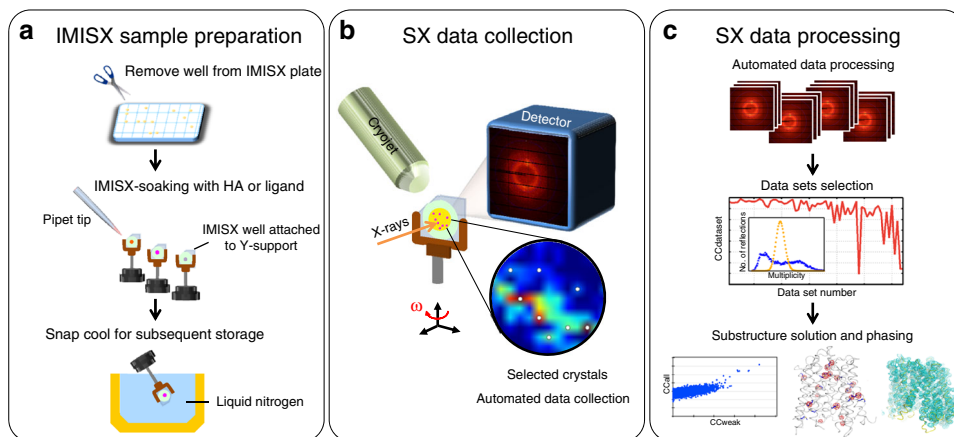 a IMISX sample preparation
Remove well from IMISX plate
IMISX-soaking with HA or ligand
Pipet tip
IMISX well attached
to Y-support
Snap cool for subsequent storage
Liquid nitrogen
b SX data collection
Cryojet
Detector
X-rays
ω
Selected crystals
Automated data collection
c SX data processing
Automated data processing
Data sets selection
CCdataset
No. of reflections
Multiplicity
Data set number
Substructure solution and phasing
CCall
CCweak